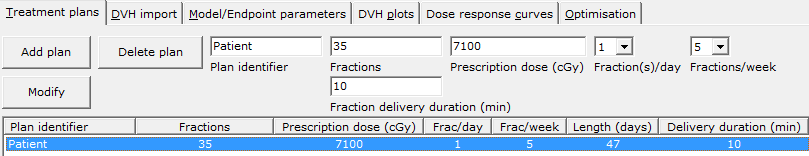 Treatment plans DVH import Model/Endpoint parameters DVH plots Dose response curves Optimisation
Add plan Delete plan Patient 35 7100 1 5
Plan identifier Fractions Prescription dose (cGy) Fraction(s)/day Fractions/week
Modify 10
Fraction delivery duration (min)
Plan identifier Fractions Prescription dose (cGy) Frac/day Frac/week Length (days) Delivery duration (min)
Patient 35 7100 1 5 47 10